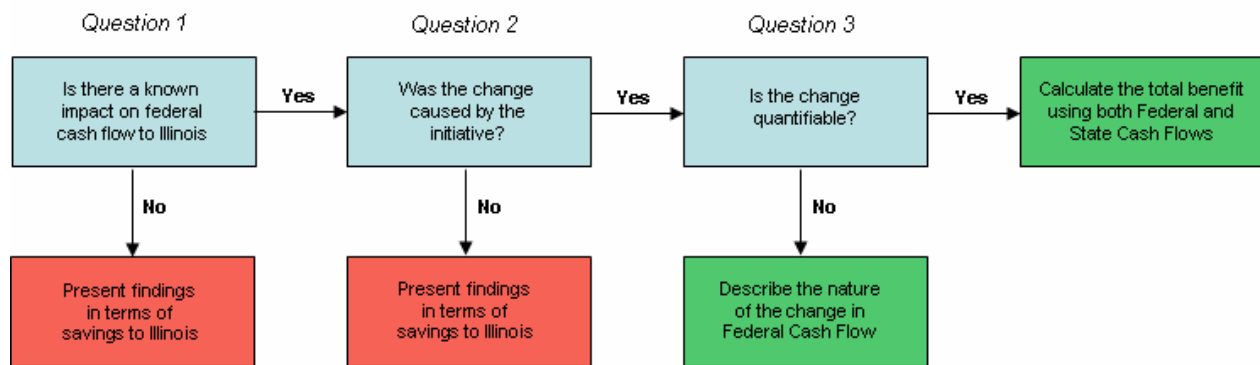 Question 1
Question 2
Question 3
Is there a known
impact on federal
cash flow to Illinois
Yes
Was the change
caused by the
initiative?
Yes
Is the change
quantifiable?
Yes
Calculate the total benefit
using both Federal and
State Cash Flows
No
No
No
Present findings
in terms of
savings to Illinois
Present findings
in terms of
savings to Illinois
Describe the nature
of the change in
Federal Cash Flow